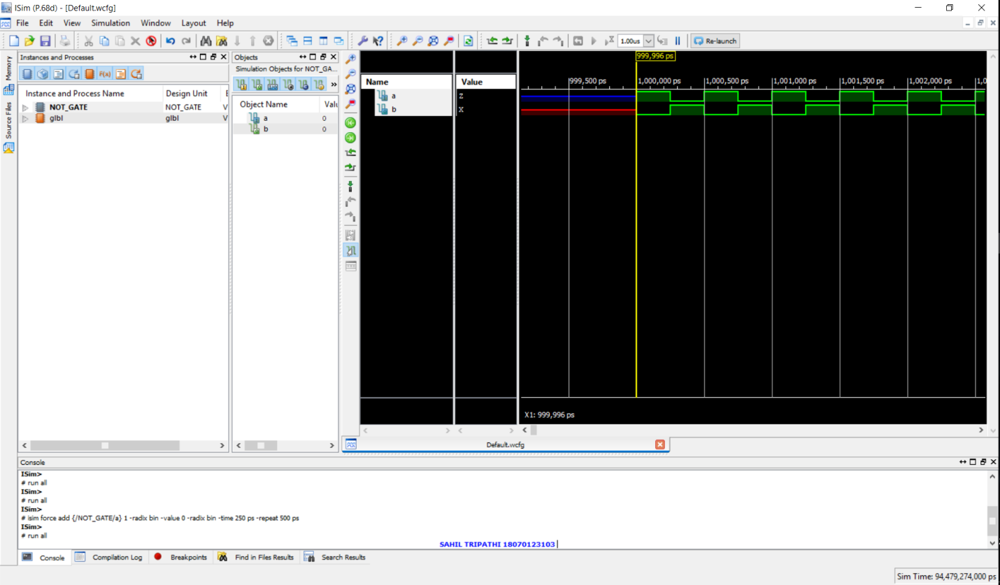 ISim (P.68d) - [Default.wcfg]
File Edit View Simulation Window Layout Help
1.00us Re-launch
Memory
Source Files
Instances and Processes
Instance and Process Name Design Unit
NOT_GATE NOT_GATE V
glbl glbl V
Objects
Simulation Objects for NOT_GA...
»
Object Name Valu
a 0
b 0
Name Value
a z
b X
999,996 ps
999,500 ps 1,000,000 ps 1,000,500 ps 1,001,000 ps 1,001,500 ps 1,002,000 ps 1,0
X1: 999,996 ps
Default.wcfg
Console
ISim>
# run all
ISim>
# run all
ISim>
# run all
ISim>
# isim force add {/NOT_GATE/a} 1 -radix bin -value 0 -radix bin -time 250 ps -repeat 500 ps
ISim>
# run all
SAHIL TRIPATHI 18070123103
Console Compilation Log Breakpoints Find in Files Results Search Results
Sim Time: 94,479,274,000 ps